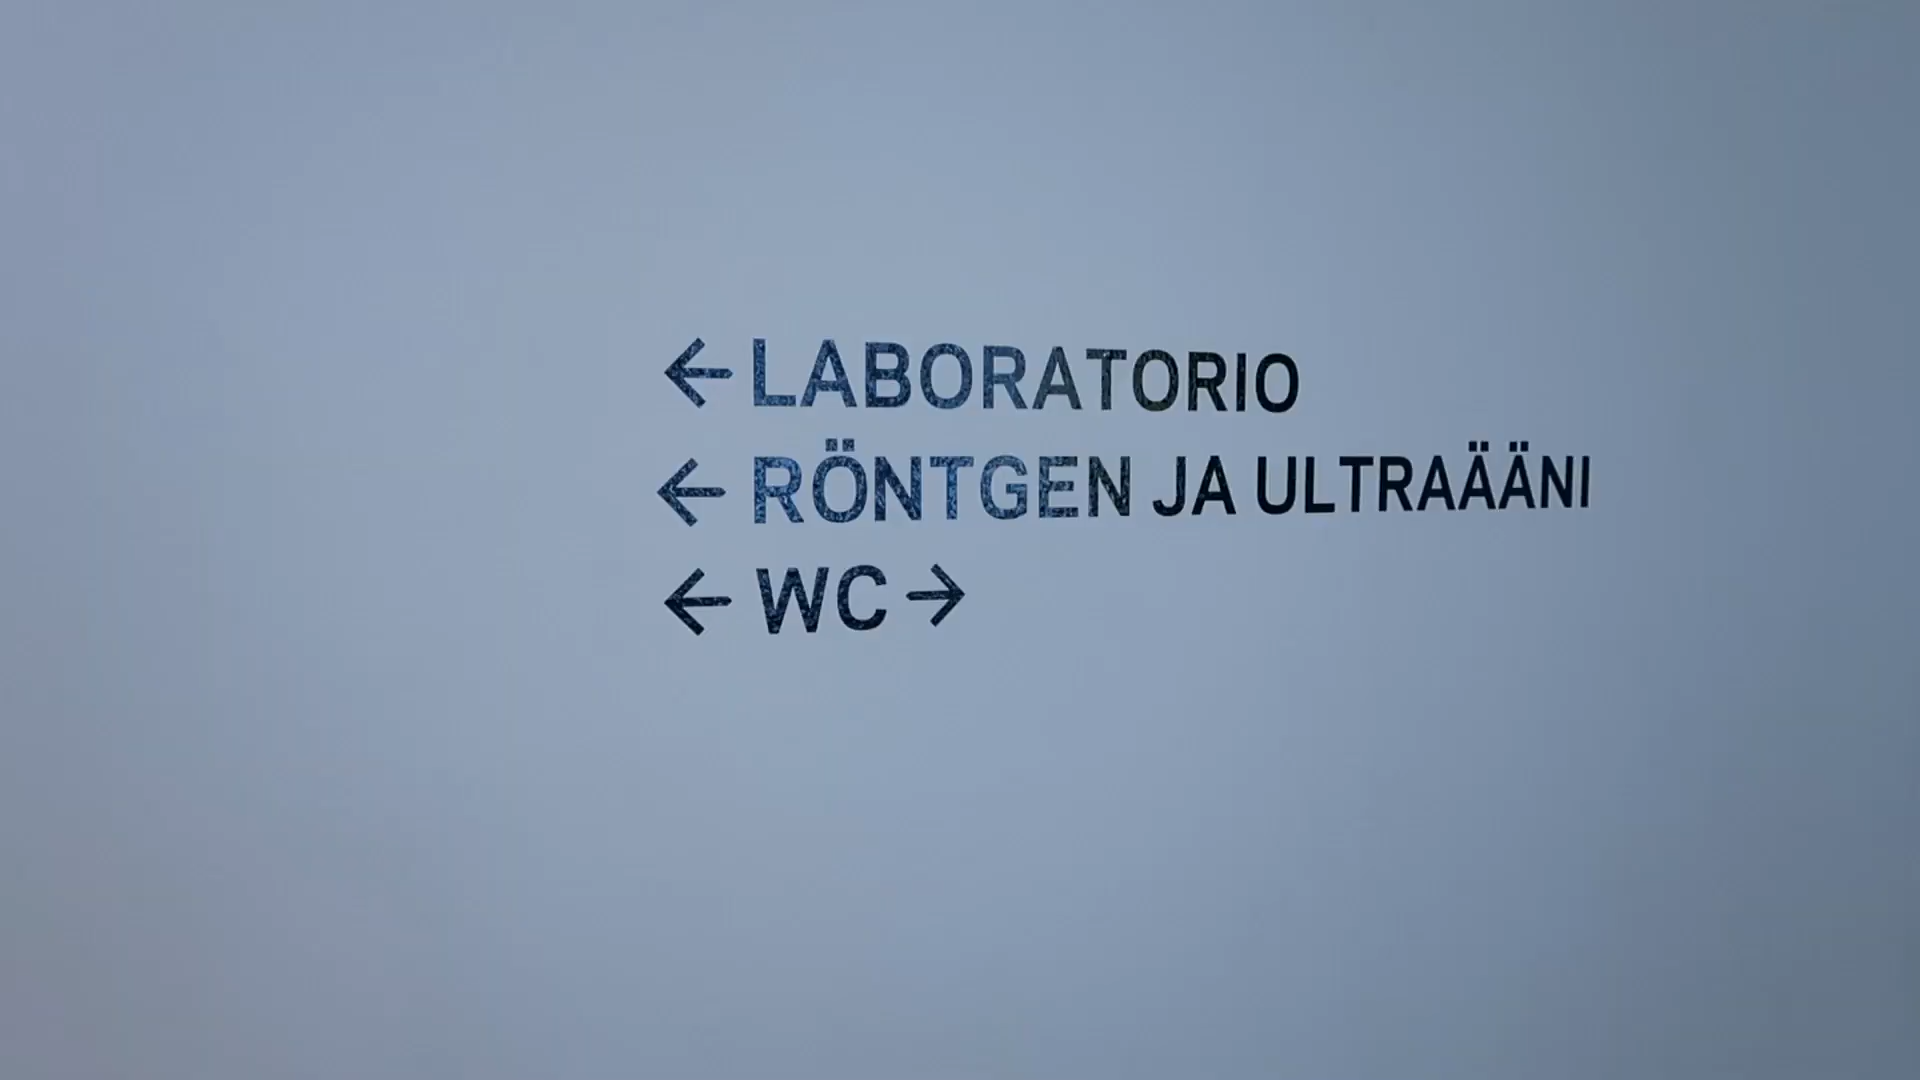 ← LABORATORIO
← RÖNTGEN JA ULTRAÄÄNI
← WC →